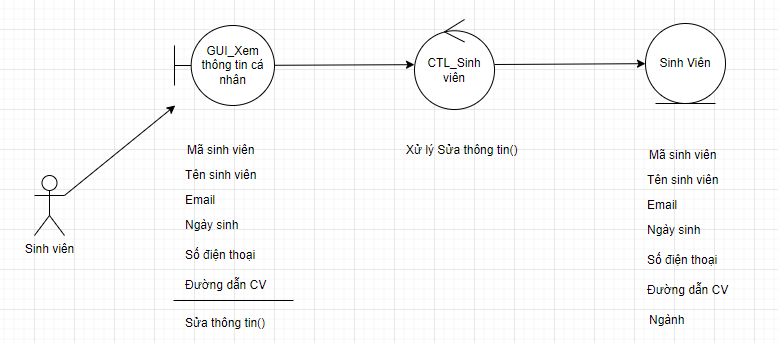 GUI_Xem
thông tin cá
nhân
CTL_Sinh
viên
Sinh Viên
Sinh viên
Mã sinh viên
Tên sinh viên
Email
Ngày sinh
Số điện thoại
Đường dẫn CV
Sửa thông tin()
Xử lý Sửa thông tin()
Mã sinh viên
Tên sinh viên
Email
Ngày sinh
Số điện thoại
Đường dẫn CV
Ngành